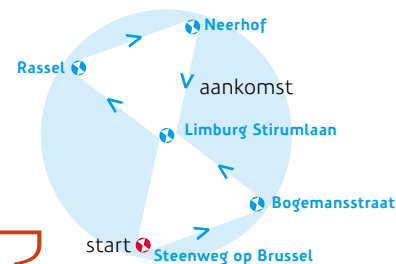 Neerhof
Rassel
aankomst
Limburg Stirumlaan
Bogemansstraat
start
Steenweg op Brussel